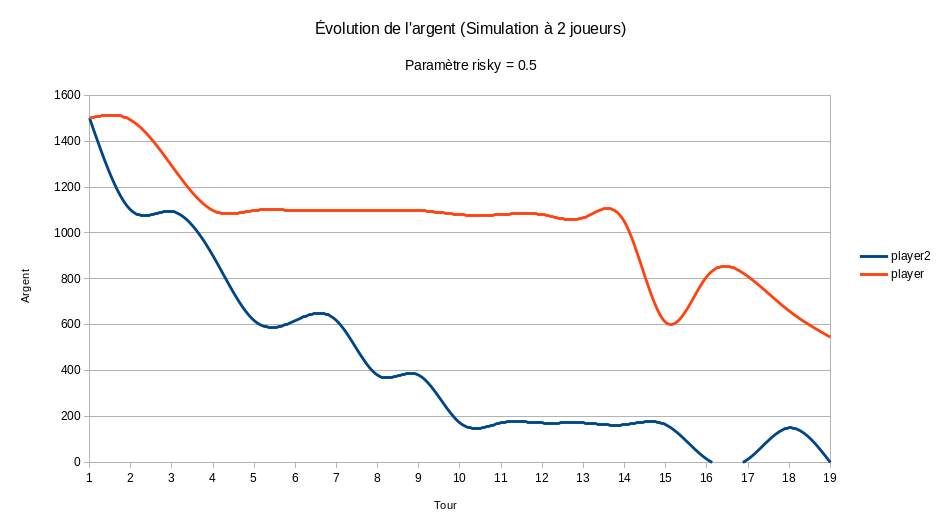 Évolution de l'argent (Simulation à 2 joueurs)
Paramètre risky = 0.5
1600
1400
1200
1000
800
600
400
200
0
Argent
1 2 3 4 5 6 7 8 9 10 11 12 13 14 15 16 17 18 19
Tour
player2
player